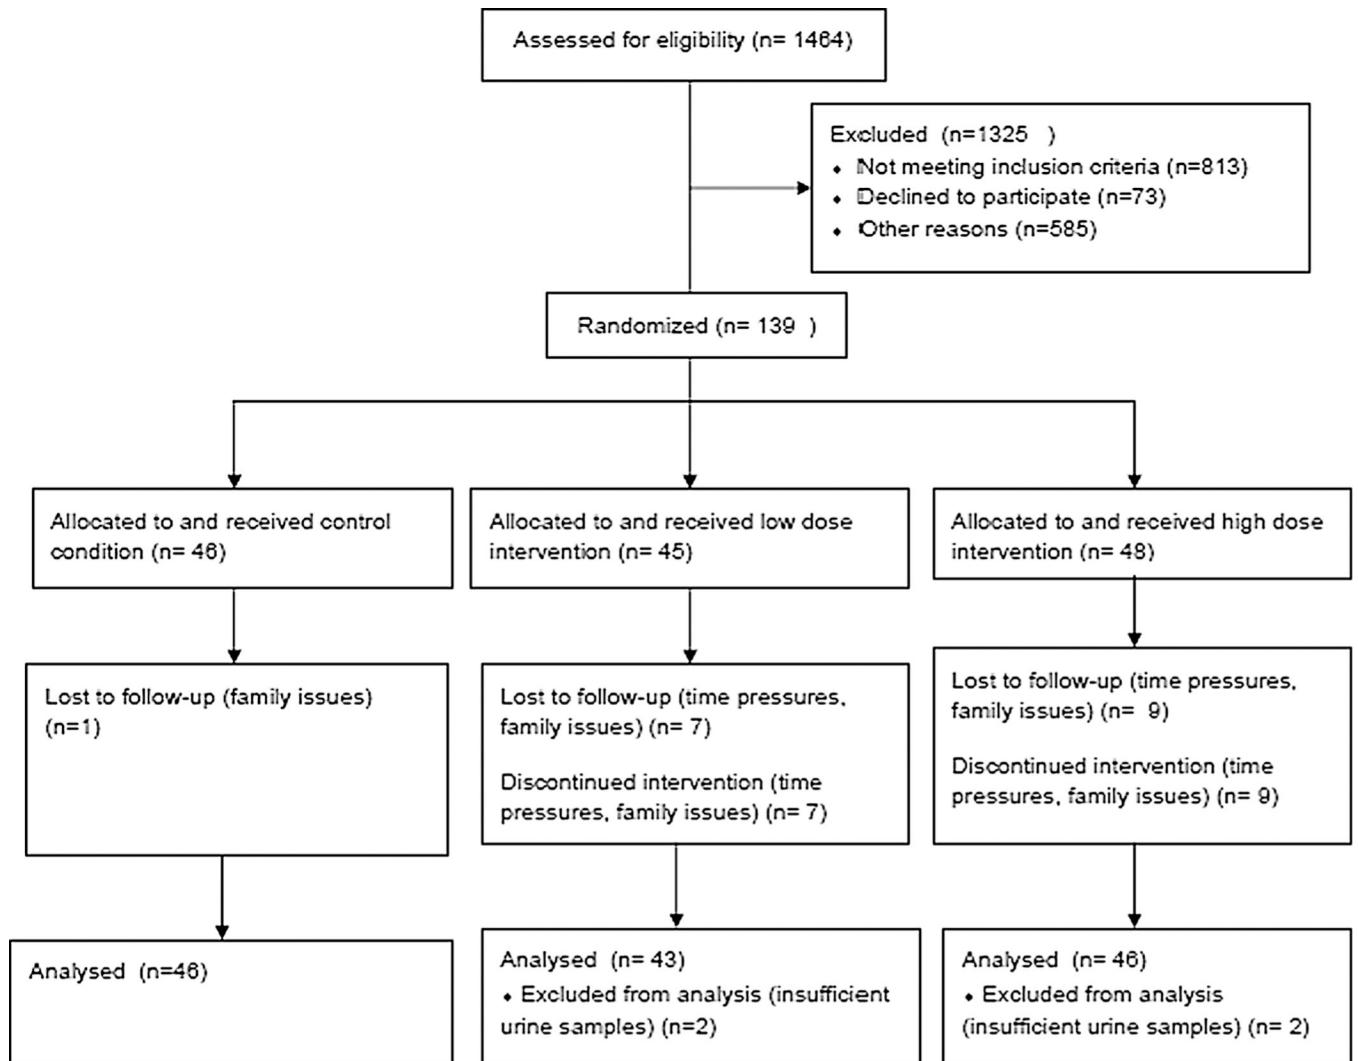 Assessed for eligibility (n= 1464)
Excluded (n=1325 )
⬧ Not meeting inclusion criteria (n=813)
⬧ Declined to participate (n=73)
⬧ Other reasons (n=585)
Randomized (n= 139 )
Allocated to and received control
condition (n= 46)
Allocated to and received low dose
intervention (n= 45)
Allocated to and received high dose
intervention (n= 48)
Lost to follow-up (family issues)
(n=1)
Lost to follow-up (time pressures,
family issues) (n= 7)
Discontinued intervention (time
pressures, family issues) (n= 7)
Lost to follow-up (time pressures,
family issues) (n= 9)
Discontinued intervention (time
pressures, family issues) (n= 9)
Analysed (n=46)
Analysed (n= 43)
⬧ Excluded from analysis (insufficient
urine samples) (n=2)
Analysed (n= 46)
⬧ Excluded from analysis
(insufficient urine samples) (n= 2)